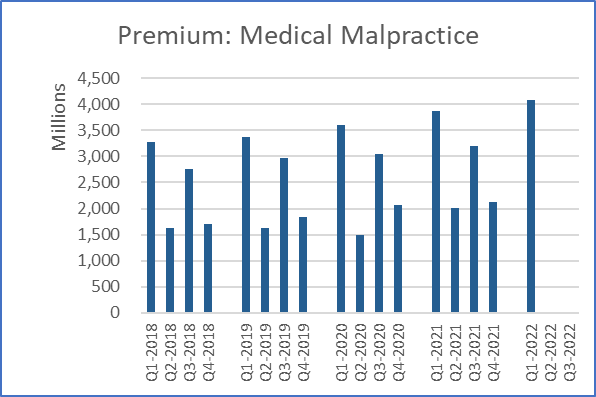 Premium: Medical Malpractice
Millions
4,500
4,000
3,500
3,000
2,500
2,000
1,500
1,000
500
0
Q1-2018
Q2-2018
Q3-2018
Q4-2018
Q1-2019
Q2-2019
Q3-2019
Q4-2019
Q1-2020
Q2-2020
Q3-2020
Q4-2020
Q1-2021
Q2-2021
Q3-2021
Q4-2021
Q1-2022
Q2-2022
Q3-2022